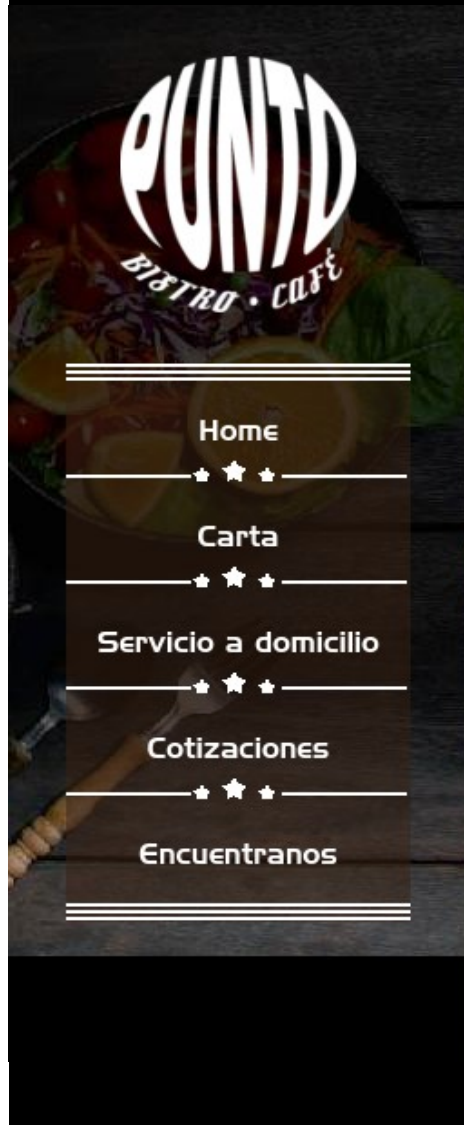 PUNTO
BISTRO • CAFÉ
Home
Carta
Servicio a domicilio
Cotizaciones
Encuentranos